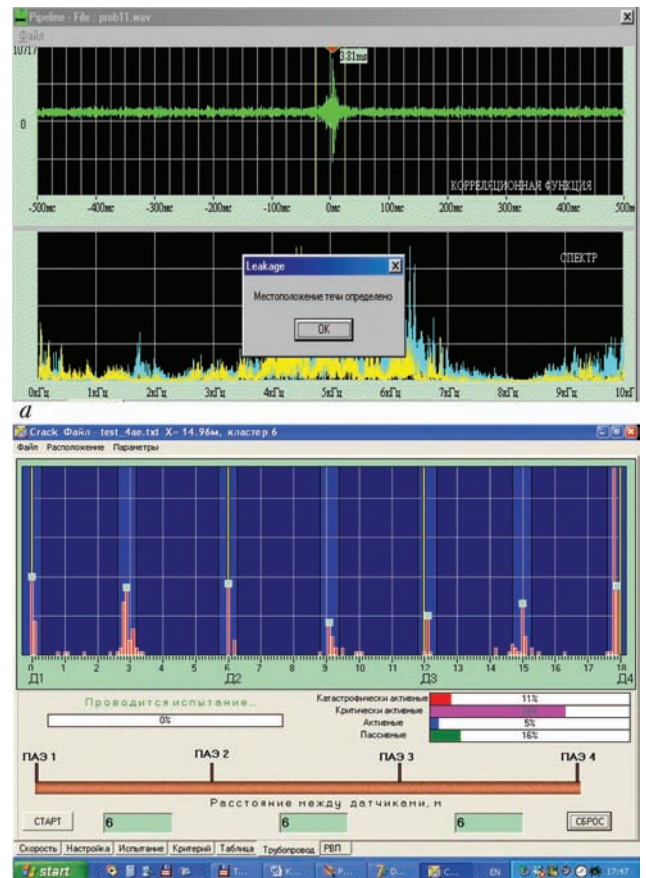 Pipeline - File : prob11.wav
Файл
10717
3.81ms
0
КОРРЕЛЯЦИОННАЯ ФУНКЦИЯ
-500мс -400мс -300мс -200мс -100мс 0мс 100мс 200мс 300мс 400мс 500м
СПЕКТР
Leakage
Местоположение течи определено
OK
0кГц 1кГц 2кГц 3кГц 4кГц 5кГц 6кГц 7кГц 8кГц 9кГц 10кГц
а
Crack Файл - test_4ae.txt X- 14.96м, кластер 6
Файл Расположение Параметры
0 1 2 3 4 5 6 7 8 9 10 11 12 13 14 15 16 17 18
Д1 Д2 Д3 Д4
Проводится испытание...
0%
Катастрофически активные 11%
Критически активные
Активные 5%
Пассивные 16%
ПАЭ 1 ПАЭ 2 ПАЭ 3 ПАЭ 4
Расстояние между датчиками, м
СТАРТ 6 6 6 СБРОС
Скорость Настройка Испытание Критерий Таблица Трубопровод РВП
start T... K... P... D... C... EN 17:47